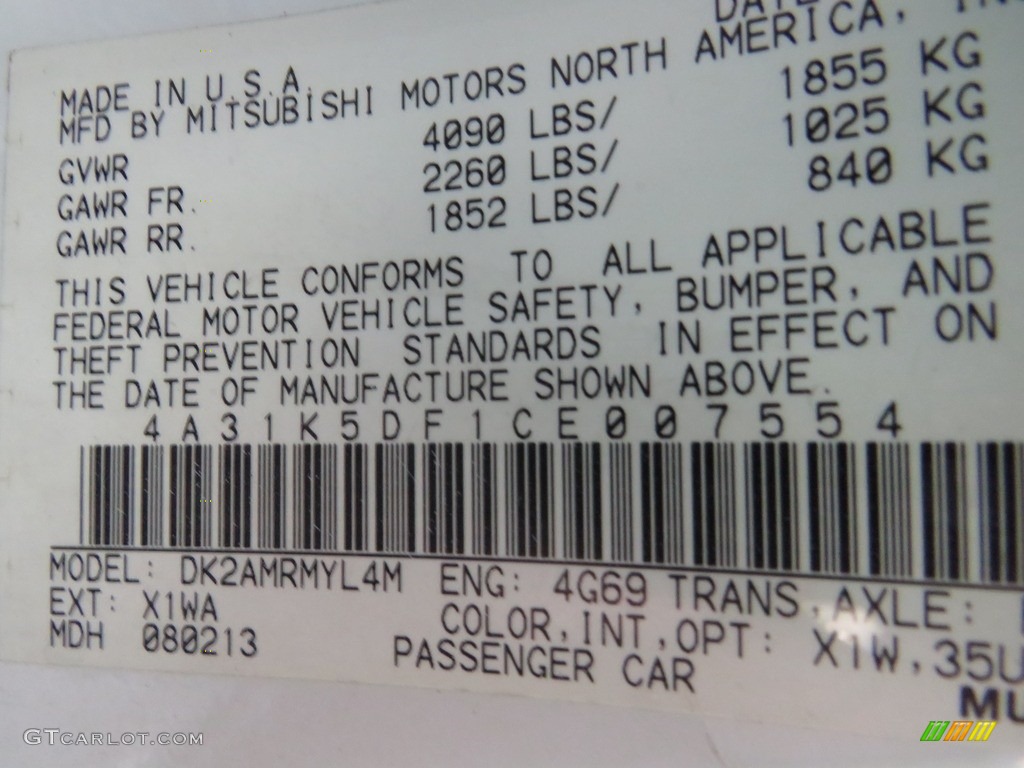 MADE IN U.S.A.
MFD BY MITSUBISHI MOTORS NORTH AMERICA,
GVWR 4090 LBS/ 1855 KG
GAWR FR. 2260 LBS/ 1025 KG
GAWR RR. 1852 LBS/ 840 KG
THIS VEHICLE CONFORMS TO ALL APPLICABLE
FEDERAL MOTOR VEHICLE SAFETY, BUMPER, AND
THEFT PREVENTION STANDARDS IN EFFECT ON
THE DATE OF MANUFACTURE SHOWN ABOVE.
4A31K5DF1CE007554
MODEL: DK2AMRMYL4M ENG: 4G69 TRANS,AXLE:
EXT: X1WA COLOR,INT,OPT: X1W,35U
MDH 080213 PASSENGER CAR
MU
GTCARLOT.COM